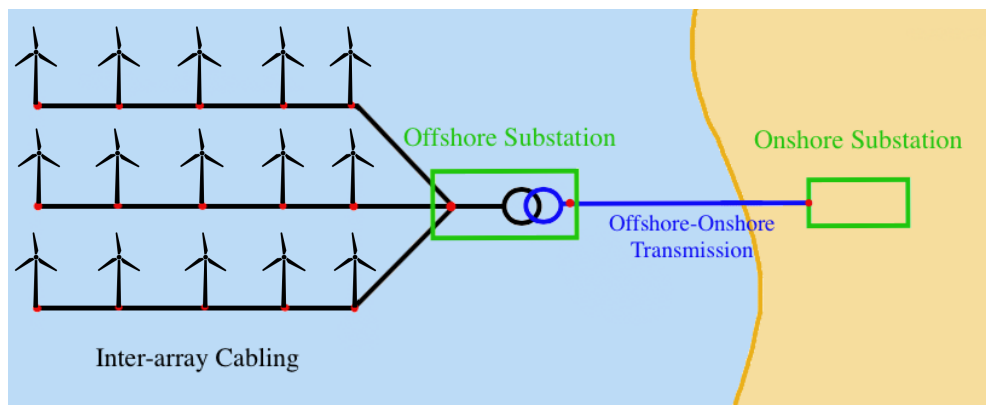 Offshore Substation
Onshore Substation
Offshore-Onshore
Transmission
Inter-array Cabling